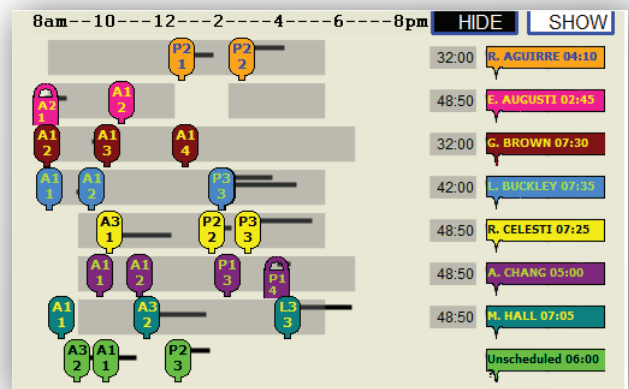 8am--10---12---2----4----6----8pm HIDE SHOW
P2 1 P2 2 32:00 R. AGUIRRE 04:10
A2 1 A1 2 48:50 E. AUGUSTI 02:45
A1 2 A1 3 A1 4 32:00 G. BROWN 07:30
A1 1 A1 2 P3 3 42:00 L. BUCKLEY 07:35
A3 1 P2 2 P3 3 48:50 R. CELESTI 07:25
A1 1 A1 2 P1 3 P1 4 48:50 A. CHANG 05:00
A1 1 A3 2 L3 3 48:50 M. HALL 07:05
A3 2 A1 1 P2 3 Unscheduled 06:00
?